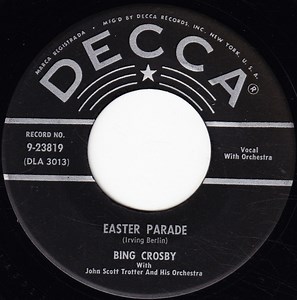 MARCA REGISTRADA • MF'D BY DECCA RECORDS, INC., NEW YORK, U.S.A.
DECCA®
RECORD NO.
9-23819
(DLA 3013)
Vocal
With Orchestra
EASTER PARADE
(Irving Berlin)
BING CROSBY
With
John Scott Trotter And His Orchestra